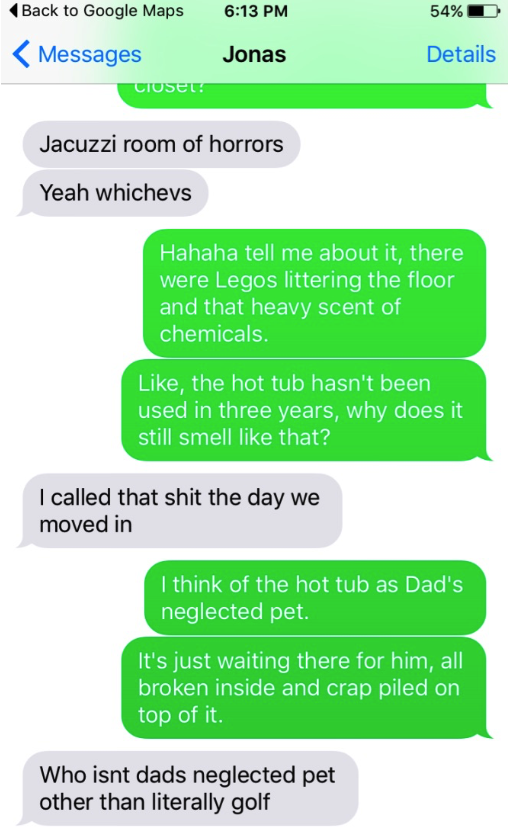 Back to Google Maps 6:13 PM 54%
Messages Jonas Details
closet?
Jacuzzi room of horrors
Yeah whichevs
Hahaha tell me about it, there
were Legos littering the floor
and that heavy scent of
chemicals.
Like, the hot tub hasn't been
used in three years, why does it
still smell like that?
I called that shit the day we
moved in
I think of the hot tub as Dad's
neglected pet.
It's just waiting there for him, all
broken inside and crap piled on
top of it.
Who isnt dads neglected pet
other than literally golf